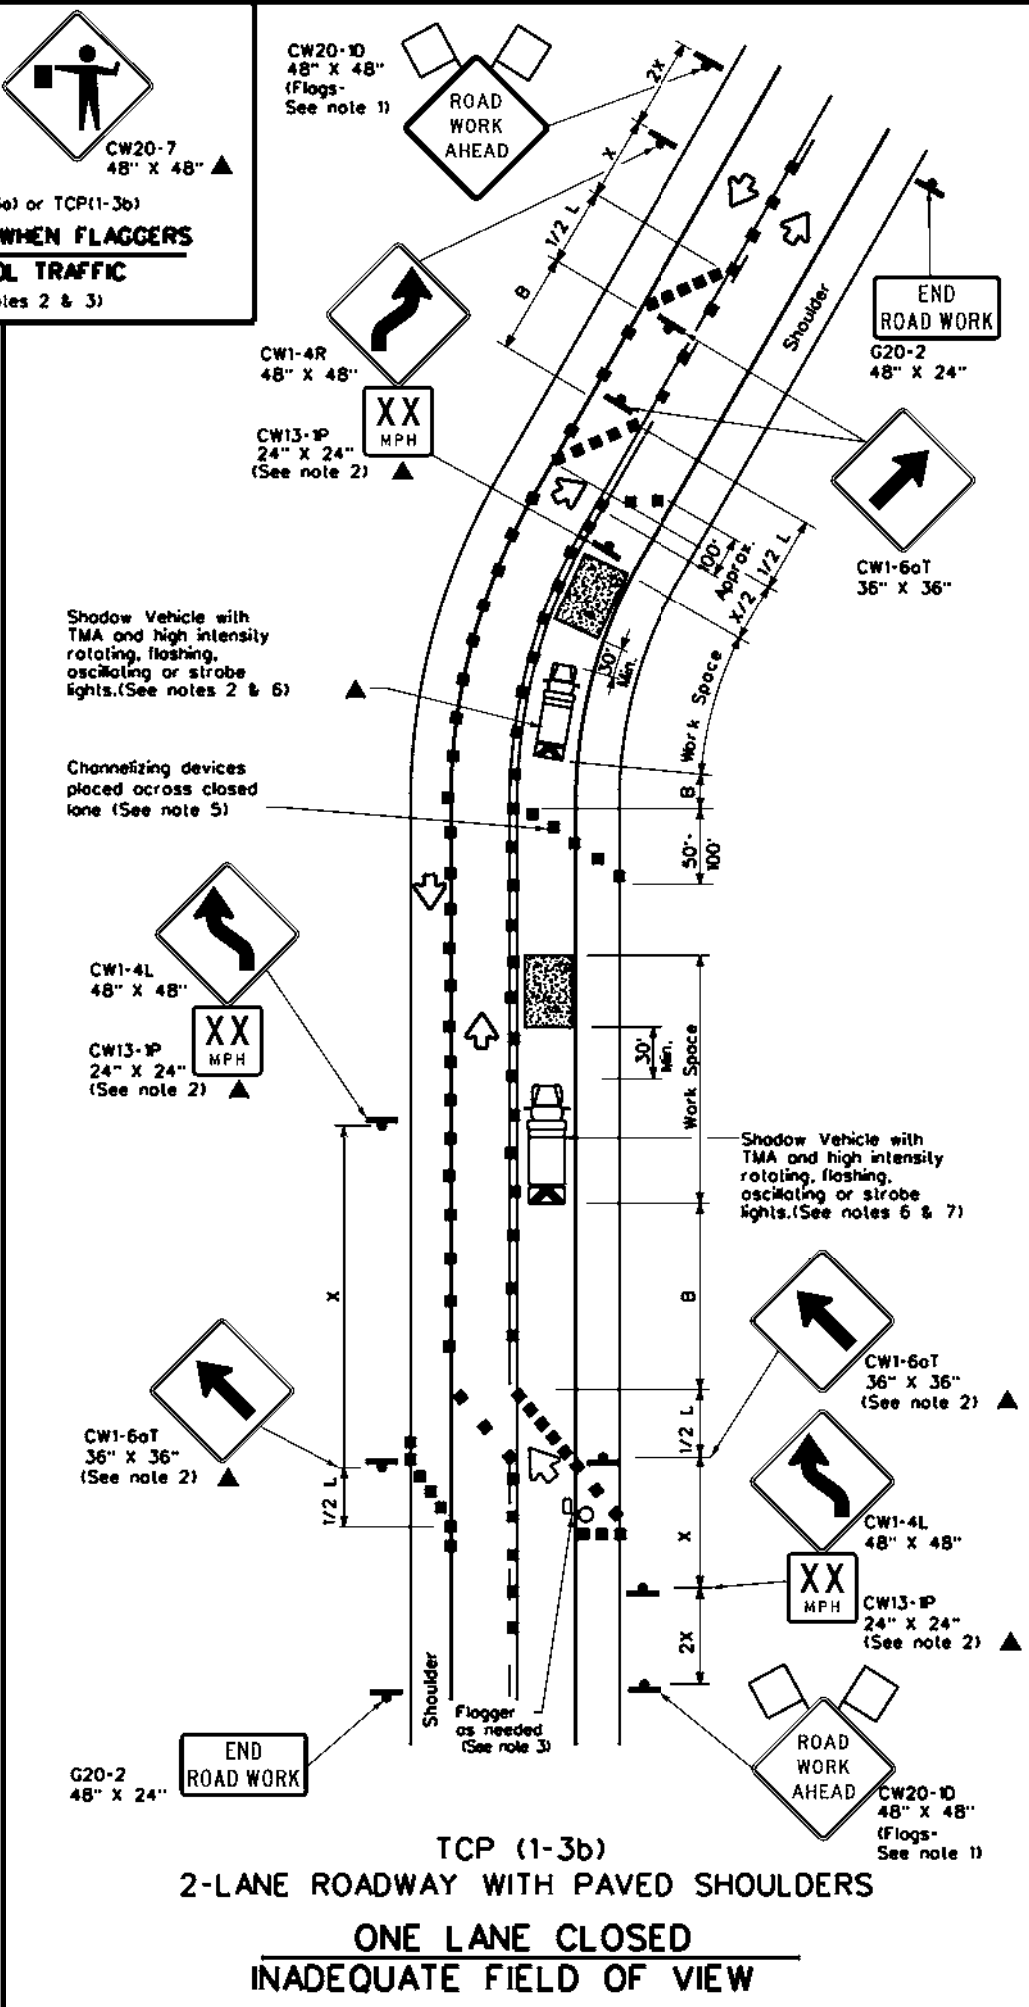 CW20-7
48" X 48"
or TCP(1-3b)
WHEN FLAGGERS
TRAFFIC
2 & 3)
CW20-1D
48" X 48"
(Flags-
See note 1)
ROAD
WORK
AHEAD
2X
X
1/2 L
B
CW1-4R
48" X 48"
XX
MPH
CW13-1P
24" X 24"
(See note 2)
Shoulder
END
ROAD WORK
G20-2
48" X 24"
CW1-6aT
36" X 36"
100'
Approx.
1/2 L
X/2
Shadow Vehicle with
TMA and high intensity
rotating, flashing,
oscillating or strobe
lights.(See notes 2 & 6)
30'
Min.
Work Space
B
50'-
100'
Channelizing devices
placed across closed
lane (See note 5)
CW1-4L
48" X 48"
XX
MPH
CW13-1P
24" X 24"
(See note 2)
30'
Min.
Work Space
Shadow Vehicle with
TMA and high intensity
rotating, flashing,
oscillating or strobe
lights.(See notes 6 & 7)
X
B
CW1-6aT
36" X 36"
(See note 2)
CW1-6aT
36" X 36"
(See note 2)
1/2 L
1/2 L
X
CW1-4L
48" X 48"
XX
MPH
CW13-1P
24" X 24"
(See note 2)
2X
Shoulder
Flagger
as needed
(See note 3)
END
ROAD WORK
G20-2
48" X 24"
ROAD
WORK
AHEAD
CW20-1D
48" X 48"
(Flags-
See note 1)
TCP (1-3b)
2-LANE ROADWAY WITH PAVED SHOULDERS
ONE LANE CLOSED
INADEQUATE FIELD OF VIEW